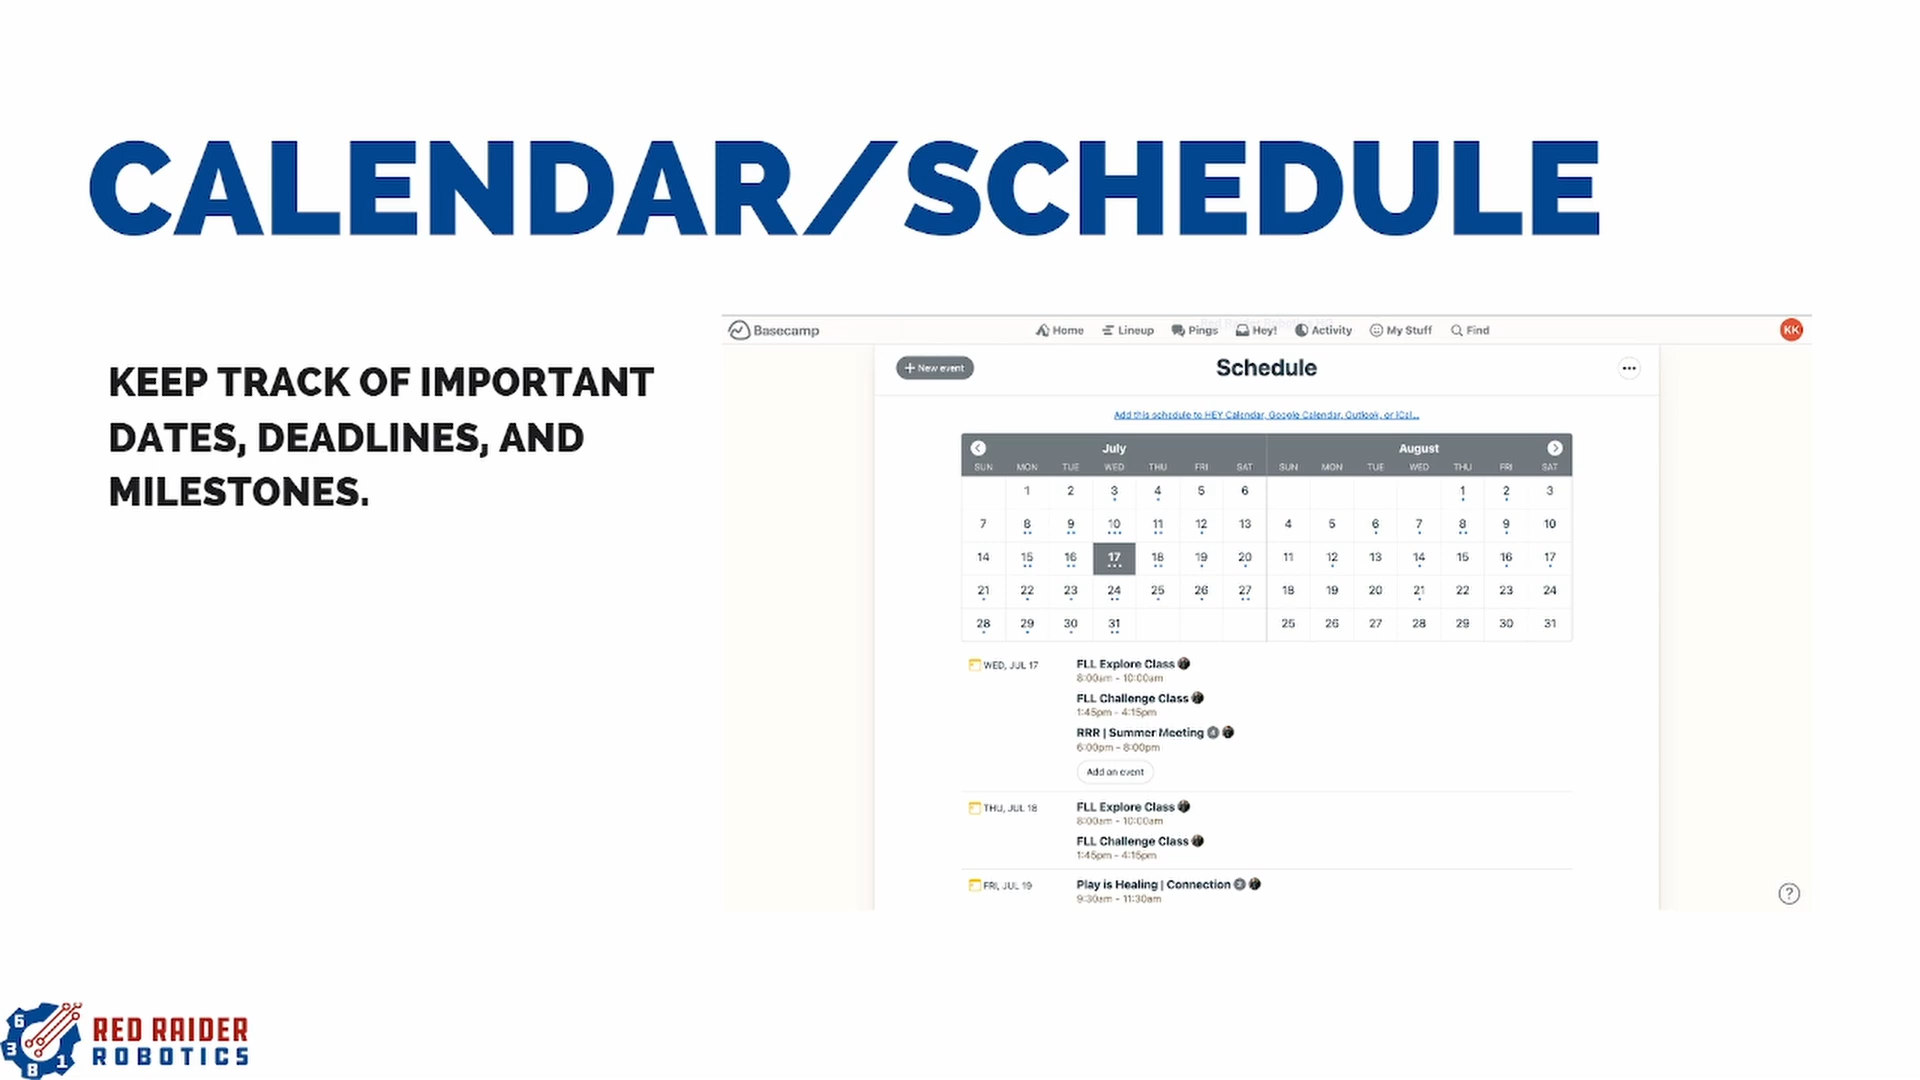 CALENDAR/SCHEDULE
KEEP TRACK OF IMPORTANT
DATES, DEADLINES, AND
MILESTONES.
Basecamp
Home Lineup Pings Hey! Activity My Stuff Find
KK
+ New event
Schedule
Add this schedule to HEY Calendar, Google Calendar, Outlook, or iCal...
July August
SUN MON TUE WED THU FRI SAT SUN MON TUE WED THU FRI SAT
1 2 3 4 5 6 1 2 3
7 8 9 10 11 12 13 4 5 6 7 8 9 10
14 15 16 17 18 19 20 11 12 13 14 15 16 17
21 22 23 24 25 26 27 18 19 20 21 22 23 24
28 29 30 31 25 26 27 28 29 30 31
WED, JUL 17
FLL Explore Class
8:00am - 10:00am
FLL Challenge Class
1:45pm - 4:15pm
RRR | Summer Meeting 4
6:00pm - 8:00pm
Add an event
THU, JUL 18
FLL Explore Class
8:00am - 10:00am
FLL Challenge Class
1:45pm - 4:15pm
FRI, JUL 19
Play is Healing | Connection 2
9:30am - 11:30am
?
6
3
8
1
RED RAIDER
ROBOTICS